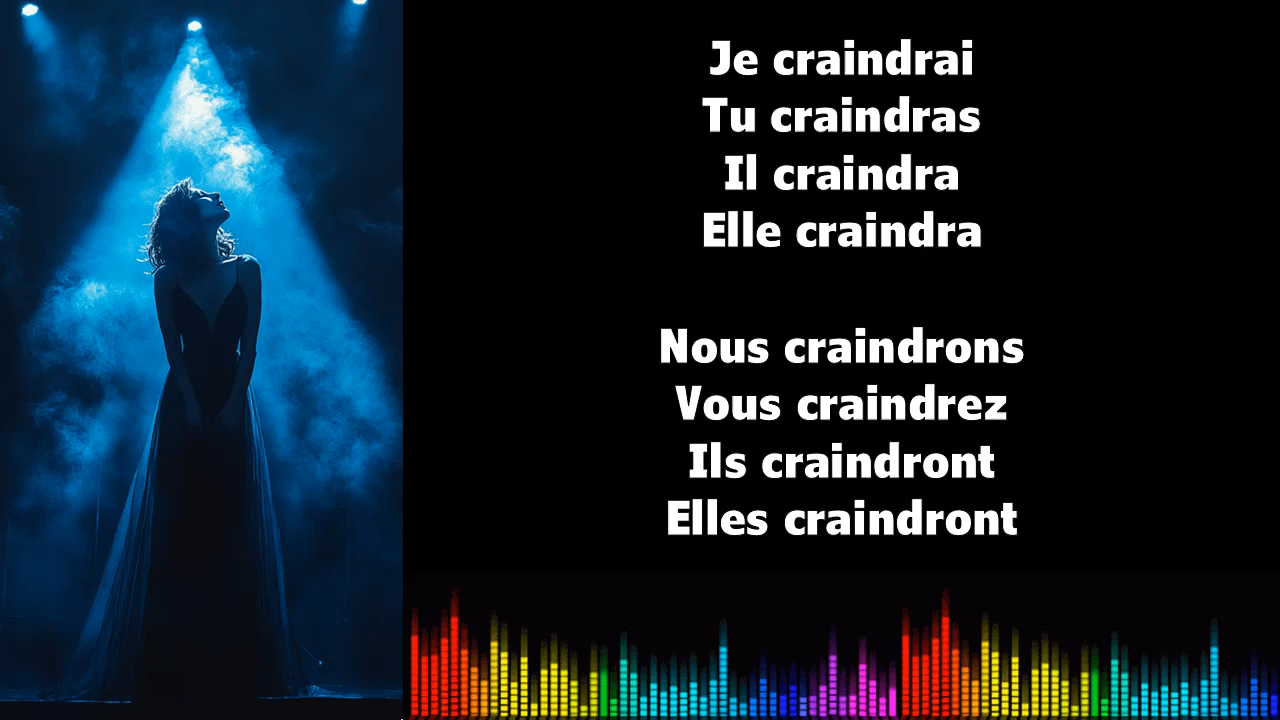 Je craindrai
Tu craindras
Il craindra
Elle craindra
Nous craindrons
Vous craindrez
Ils craindront
Elles craindront